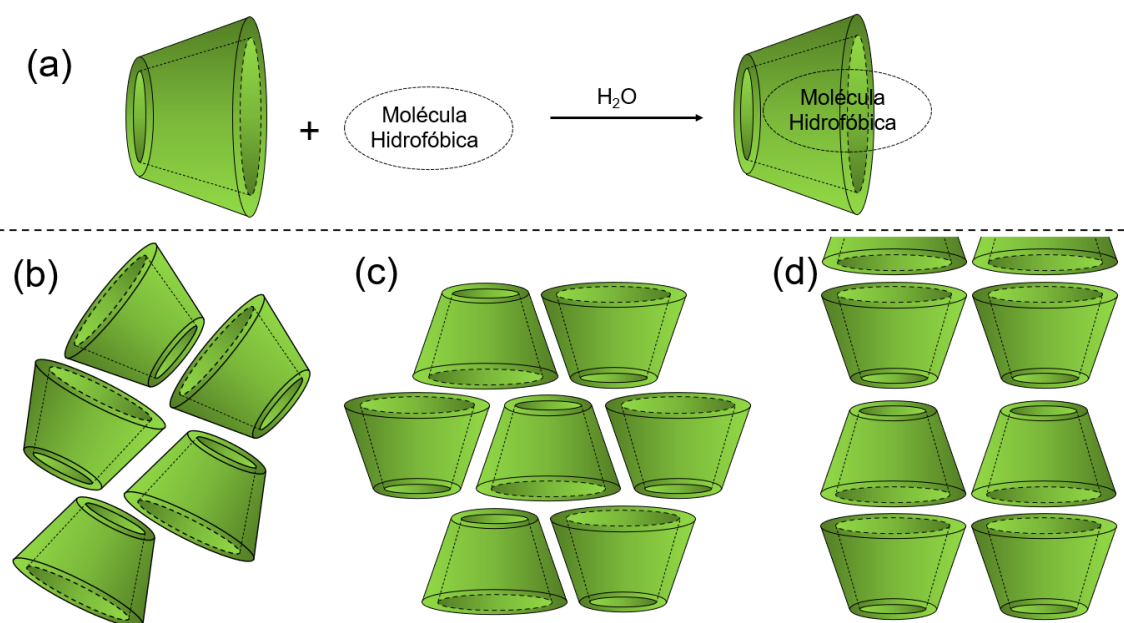 (a)
+
Molécula
Hidrofóbica
H₂O
Molécula
Hidrofóbica
(b)
(c)
(d)